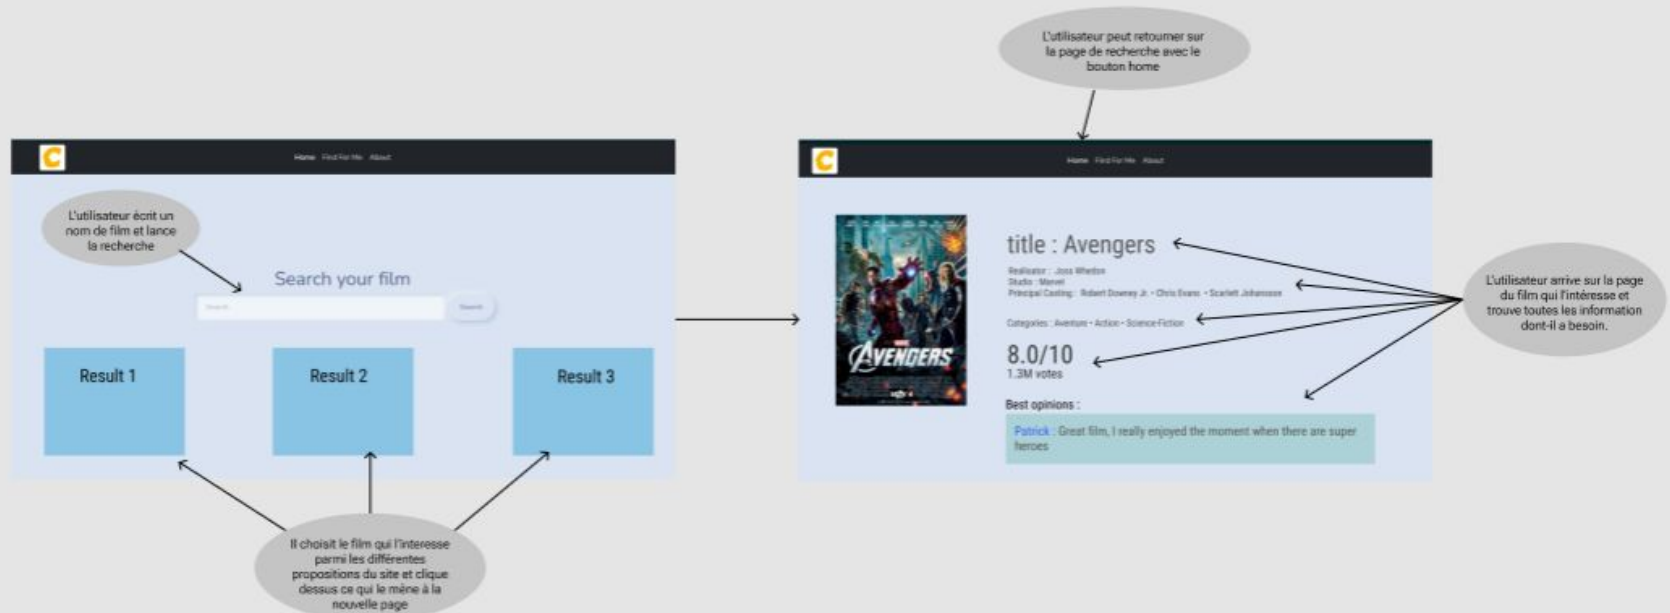 L'utilisateur peut retourner sur
la page de recherche avec le
bouton home
C
Home Find For Me About
L'utilisateur écrit un
nom de film et lance
la recherche
Search your film
Search
Search
Result 1
Result 2
Result 3
Il choisit le film qui l'interesse
parmi les différentes
propositions du site et clique
dessus ce qui le mène à la
nouvelle page
C
Home Find For Me About
MARVEL
AVENGERS
title : Avengers
Realisator : Joss Whedon
Studio : Marvel
Principal Casting : Robert Downey Jr. • Chris Evans • Scarlett Johansson
Categories : Aventure • Action • Science-Fiction
8.0/10
1.3M votes
Best opinions :
Patrick : Great film, I really enjoyed the moment when there are super
heroes
L'utilisateur arrive sur la page
du film qui l'intéresse et
trouve toutes les information
dont-il a besoin.